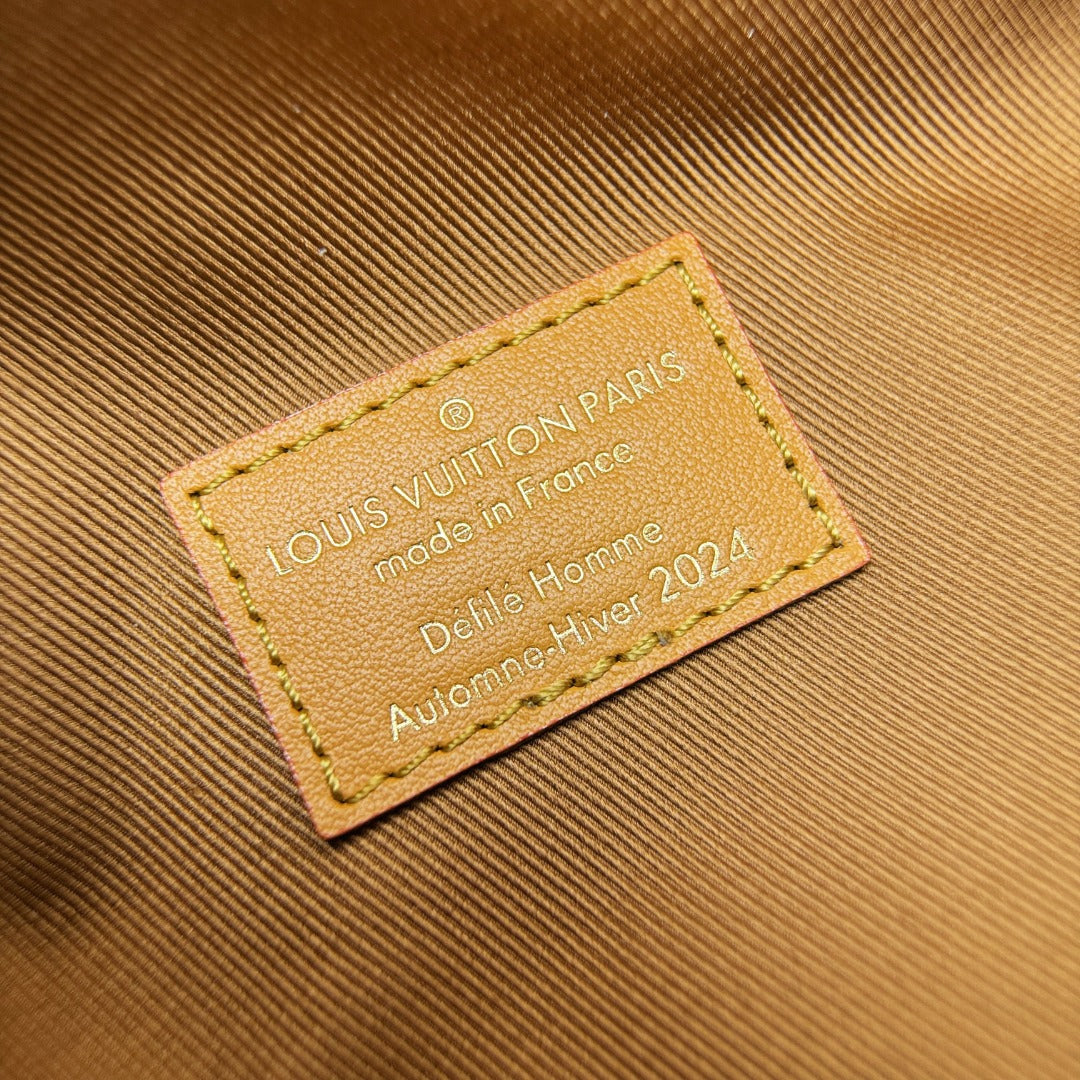 ®
LOUIS VUITTON PARIS
made in France
Défilé Homme
Automne-Hiver 2024